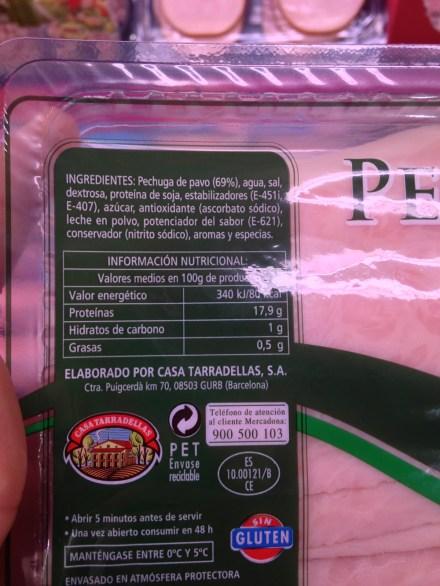 INGREDIENTES: Pechuga de pavo (69%), agua, sal,
dextrosa, proteína de soja, estabilizadores (E-451i,
E-407), azúcar, antioxidante (ascorbato sódico),
leche en polvo, potenciador del sabor (E-621),
conservador (nitrito sódico), aromas y especias.
PE
INFORMACIÓN NUTRICIONAL:
Valores medios en 100g de
Valor energético 340 kJ/80 kcal
Proteínas 17,9 g
Hidratos de carbono 1 g
Grasas 0,5 g
ELABORADO POR CASA TARRADELLAS, S.A.
Ctra. Puigcerdà km 70, 08503 GURB (Barcelona)
CASA TARRADELLAS
PET
Envase
reciclable
Teléfono de atención
al cliente Mercadona:
900 500 103
ES
10.00121/B
CE
• Abrir 5 minutos antes de servir
• Una vez abierto consumir en 48 h
SIN
GLUTEN
MANTÉNGASE ENTRE 0ºC Y 5ºC
ENVASADO EN ATMÓSFERA PROTECTORA